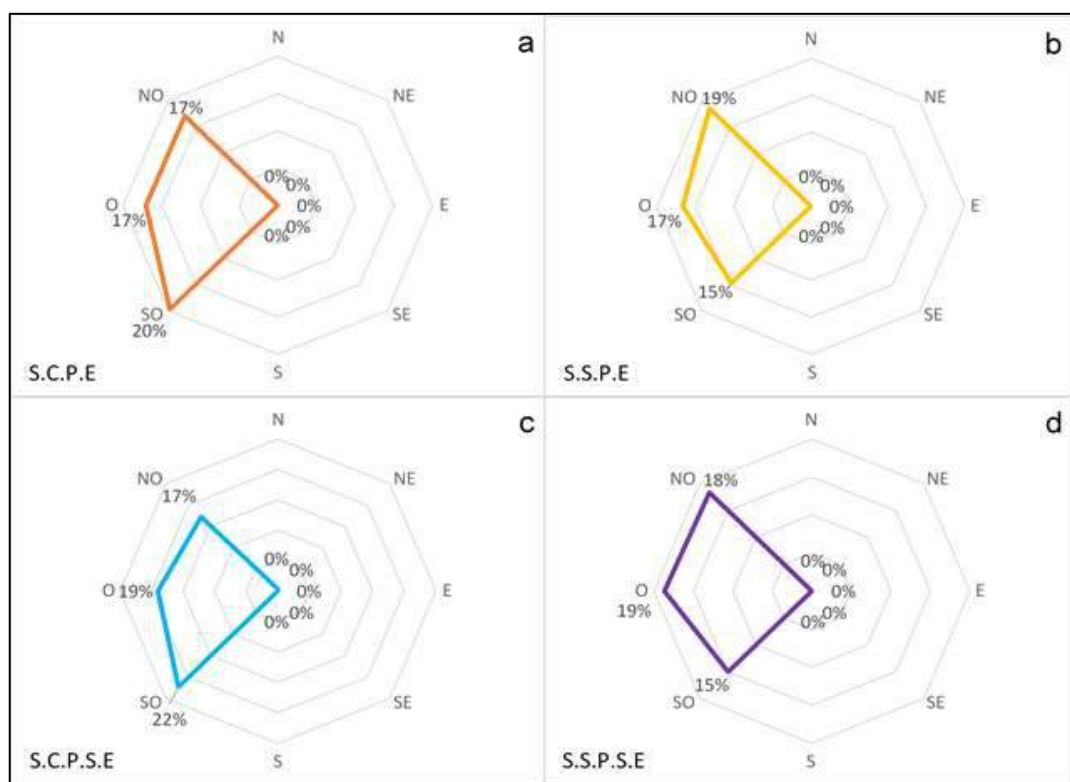 a
N
NO
NE
17%
0%
0%
O
0%
E
17%
0%
0%
SO
SE
20%
S
S.C.P.E
b
N
NO
19%
NE
0%
0%
O
0%
E
17%
0%
0%
15%
SO
SE
S
S.S.P.E
c
N
NO
NE
17%
0%
0%
O
19%
0%
E
0%
0%
SO
SE
22%
S
S.C.P.S.E
d
N
NO
18%
NE
0%
0%
O
0%
E
19%
0%
0%
15%
SO
SE
S
S.S.P.S.E